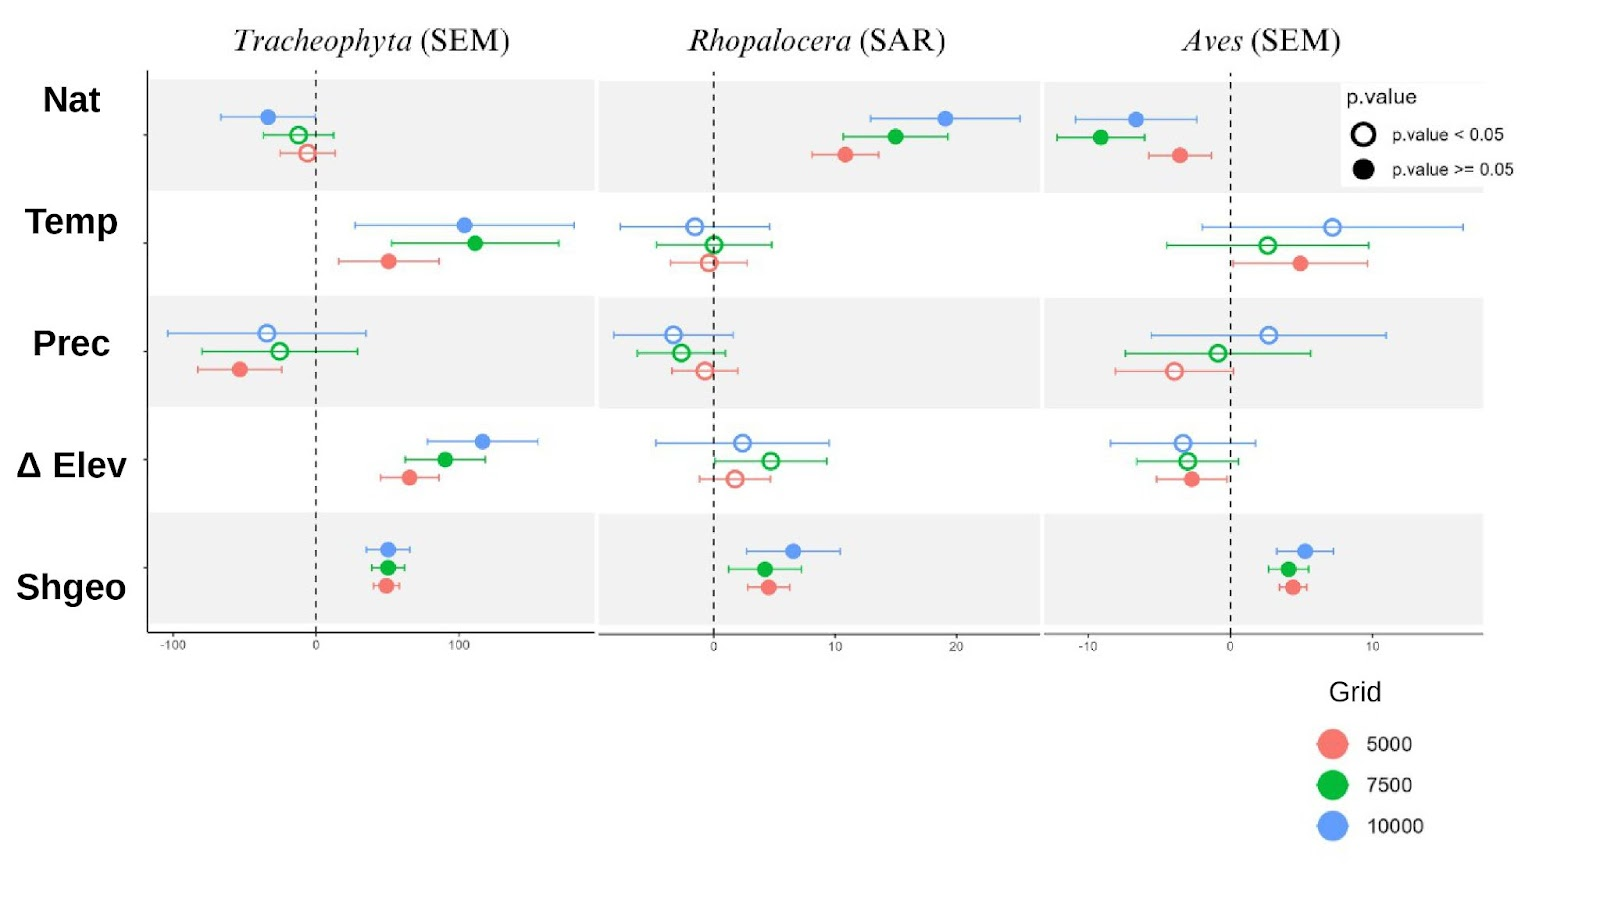 Tracheophyta (SEM)
Rhopalocera (SAR)
Aves (SEM)
Nat
Temp
Prec
Δ Elev
Shgeo
p.value
p.value < 0.05
p.value >= 0.05
-100 0 100
0 10 20
-10 0 10
Grid
5000
7500
10000